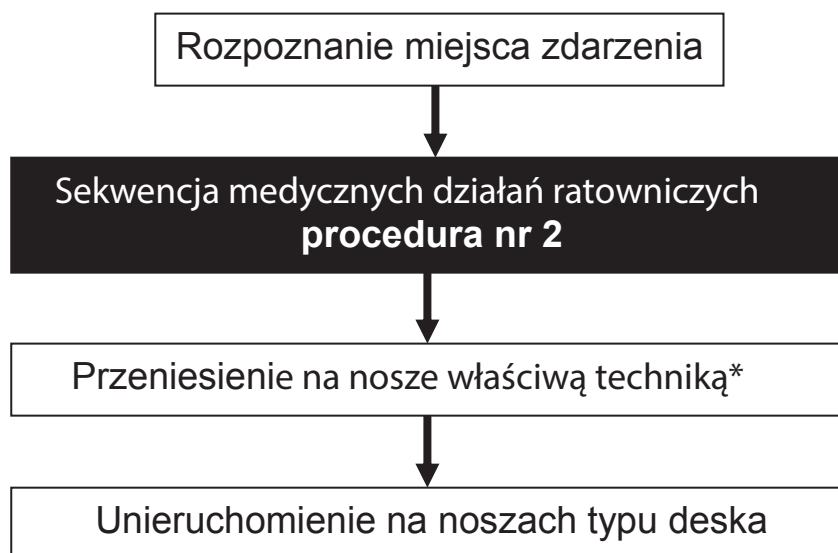 Rozpoznanie miejsca zdarzenia
Sekwencja medycznych działań ratowniczych
procedura nr 2
Przeniesienie na nosze właściwą techniką*
Unieruchomienie na noszach typu deska